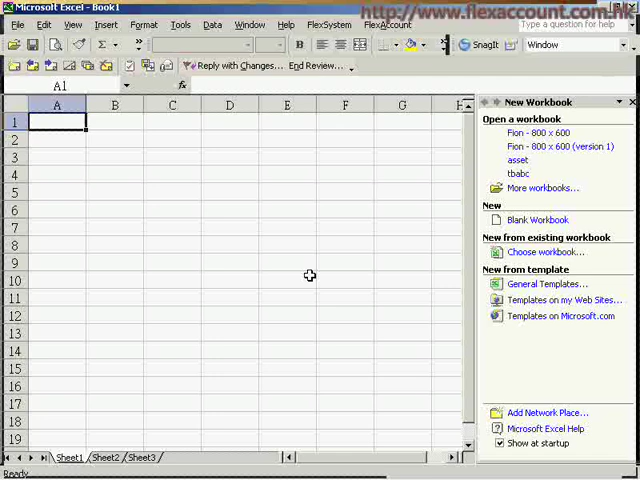 Microsoft Excel - Book1
http://www.flexaccount.com.hk
File Edit View Insert Format Tools Data Window Help FlexSystem FlexAccount
Type a question for help
Σ B SnagIt Window
Reply with Changes... End Review...
A1 fx
A B C D E F G H
1
2
3
4
5
6
7
8
9
10
11
12
13
14
15
16
17
18
19
New Workbook
Open a workbook
Fion - 800 x 600
Fion - 800 x 600 (version 1)
asset
tbabc
More workbooks...
New
Blank Workbook
New from existing workbook
Choose workbook...
New from template
General Templates...
Templates on my Web Sites...
Templates on Microsoft.com
Add Network Place...
Microsoft Excel Help
Show at startup
Sheet1 Sheet2 Sheet3
Ready